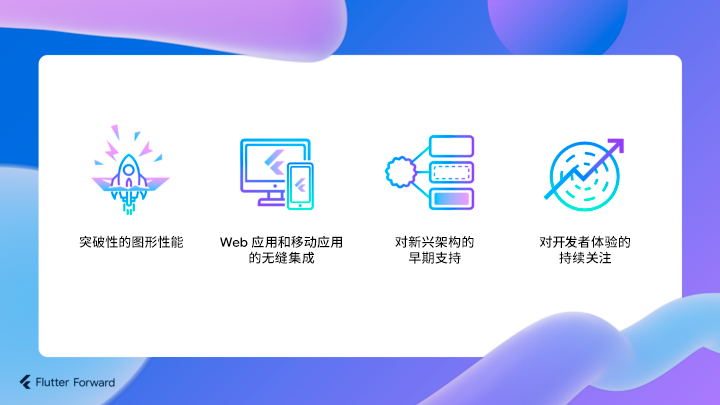 突破性的图形性能
Web 应用和移动应用
的无缝集成
对新兴架构的
早期支持
对开发者体验的
持续关注
Flutter Forward